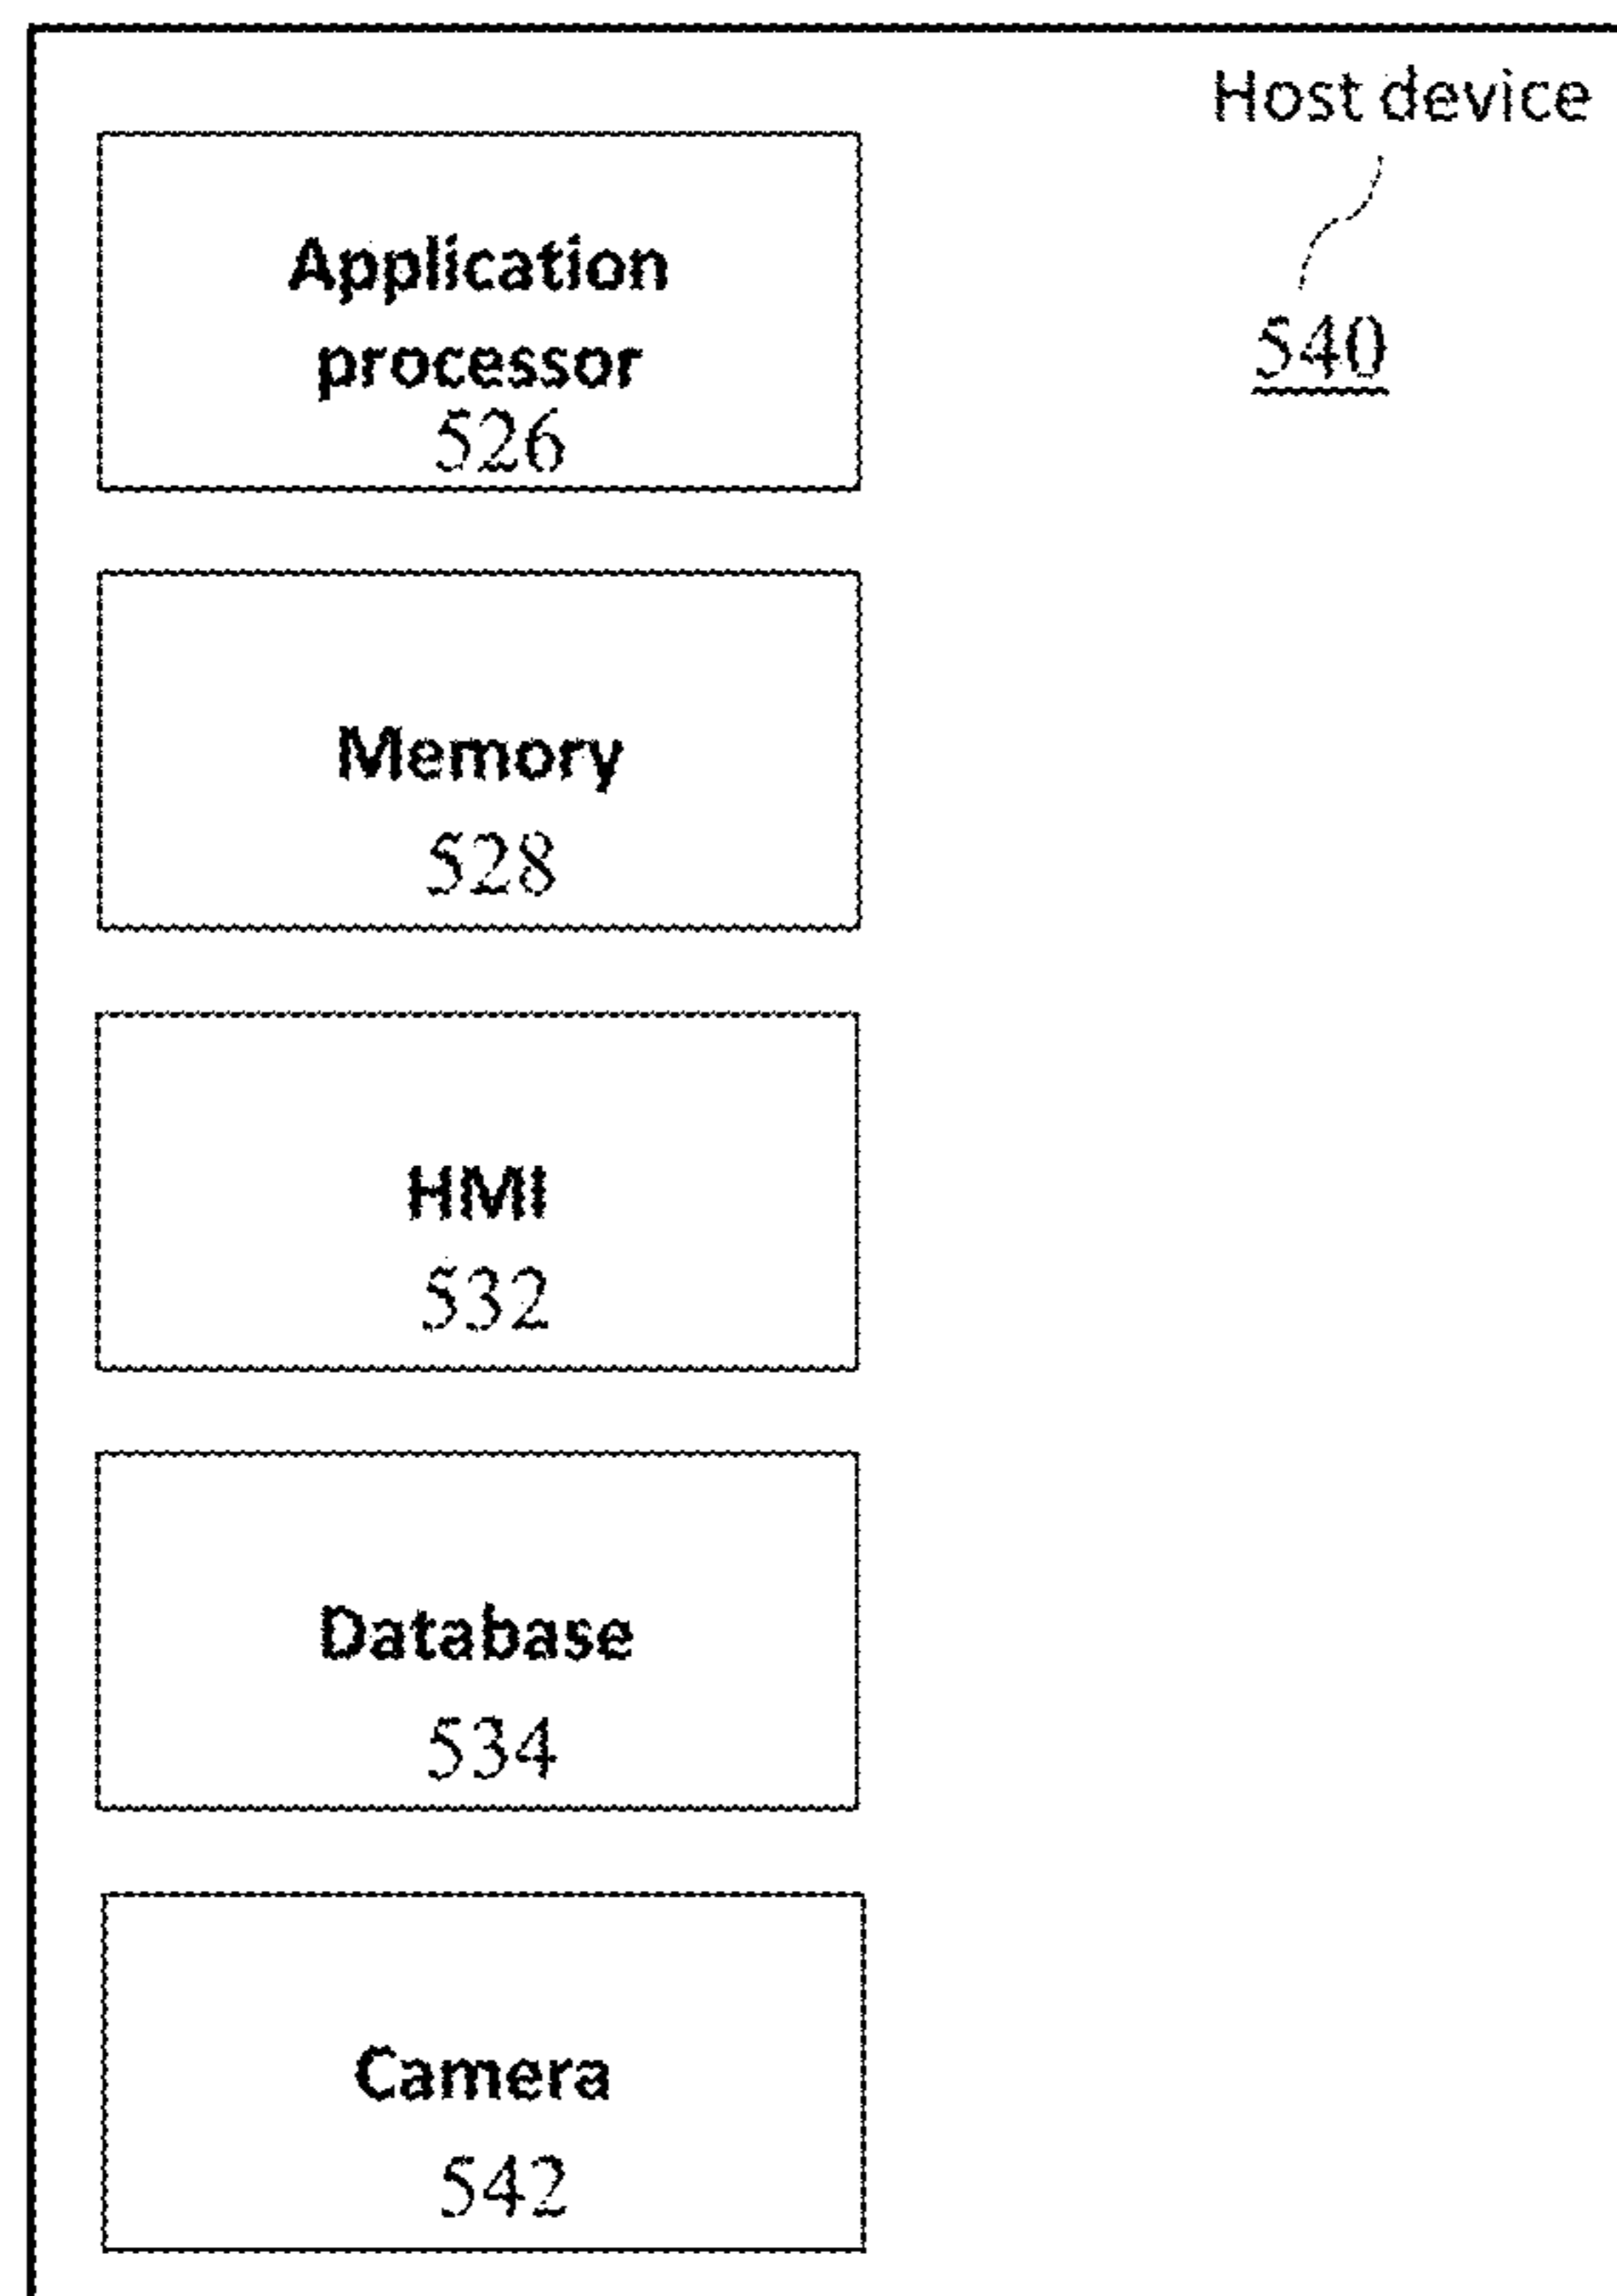 Host device
540
Application
processor
526
Memory
528
HMI
532
Database
534
Camera
542